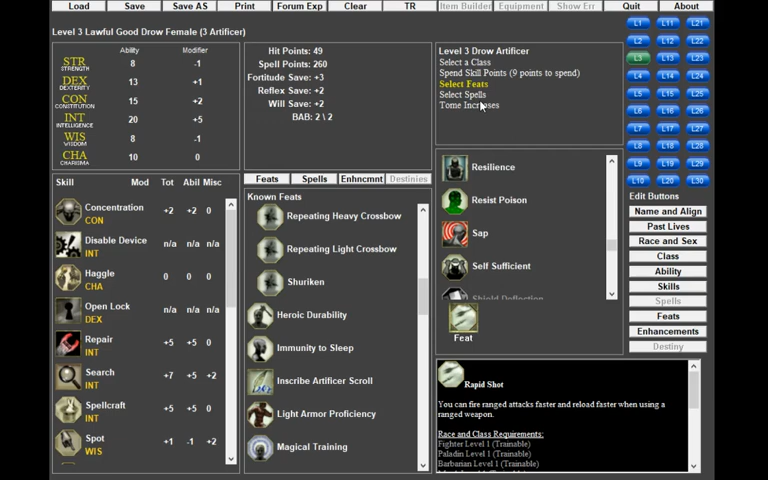 Load Save Save AS Print Forum Exp Clear TR Item Builder Equipment Show Err Quit About
Level 3 Lawful Good Drow Female (3 Artificer)
Ability Modifier
STR 8 -1
STRENGTH
DEX 13 +1
DEXTERITY
CON 15 +2
CONSTITUTION
INT 20 +5
INTELLIGENCE
WIS 8 -1
WISDOM
CHA 10 0
CHARISMA
Hit Points: 49
Spell Points: 260
Fortitude Save: +3
Reflex Save: +2
Will Save: +2
BAB: 2 \ 2
Level 3 Drow Artificer
Select a Class
Spend Skill Points (9 points to spend)
Select Feats
Select Spells
Tome Increases
L1 L11 L21
L2 L12 L22
L3 L13 L23
L4 L14 L24
L5 L15 L25
L6 L16 L26
L7 L17 L27
L8 L18 L28
L9 L19 L29
L10 L20 L30
Skill Mod Tot Abil Misc
Concentration +2 +2 0
CON
Disable Device n/a n/a n/a
INT
Haggle 0 0 0
CHA
Open Lock n/a n/a n/a
DEX
Repair +5 +5 0
INT
Search +7 +5 +2
INT
Spellcraft +5 +5 0
INT
Spot +1 -1 +2
WIS
Feats Spells Enhncmnt Destinies
Known Feats
Repeating Heavy Crossbow
Repeating Light Crossbow
Shuriken
Heroic Durability
Immunity to Sleep
Inscribe Artificer Scroll
Light Armor Proficiency
Magical Training
Resilience
Resist Poison
Sap
Self Sufficient
Shield Deflection
Feat
Rapid Shot
You can fire ranged attacks faster and reload faster when using a
ranged weapon.
Race and Class Requirements:
Fighter Level 1 (Trainable)
Paladin Level 1 (Trainable)
Barbarian Level 1 (Trainable)
Edit Buttons
Name and Align
Past Lives
Race and Sex
Class
Ability
Skills
Spells
Feats
Enhancements
Destiny